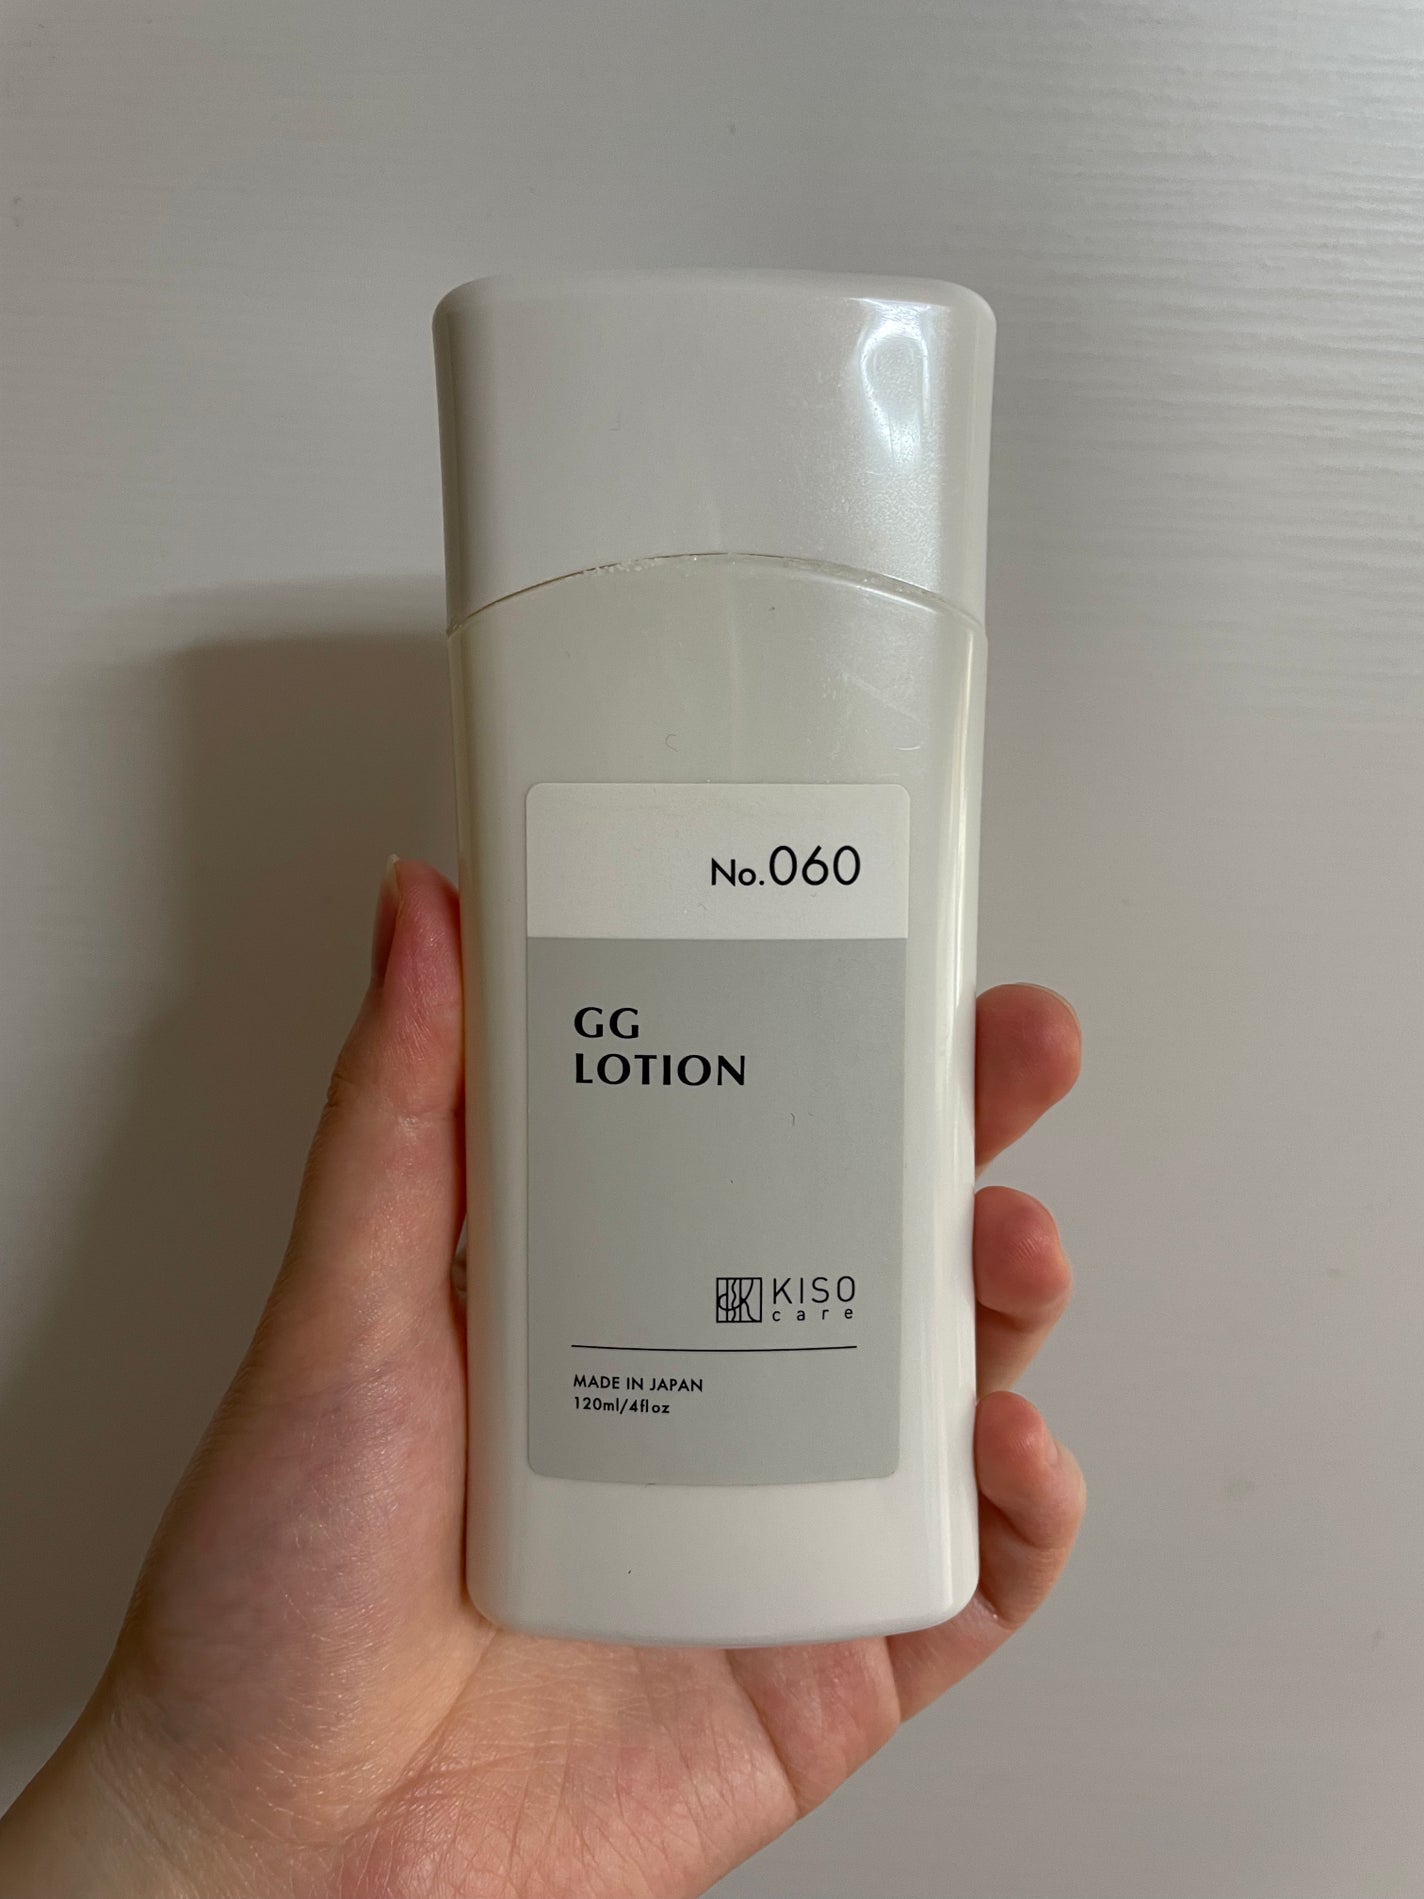 No.060
GG
LOTION
KISO
care
MADE IN JAPAN
120ml/4fl oz